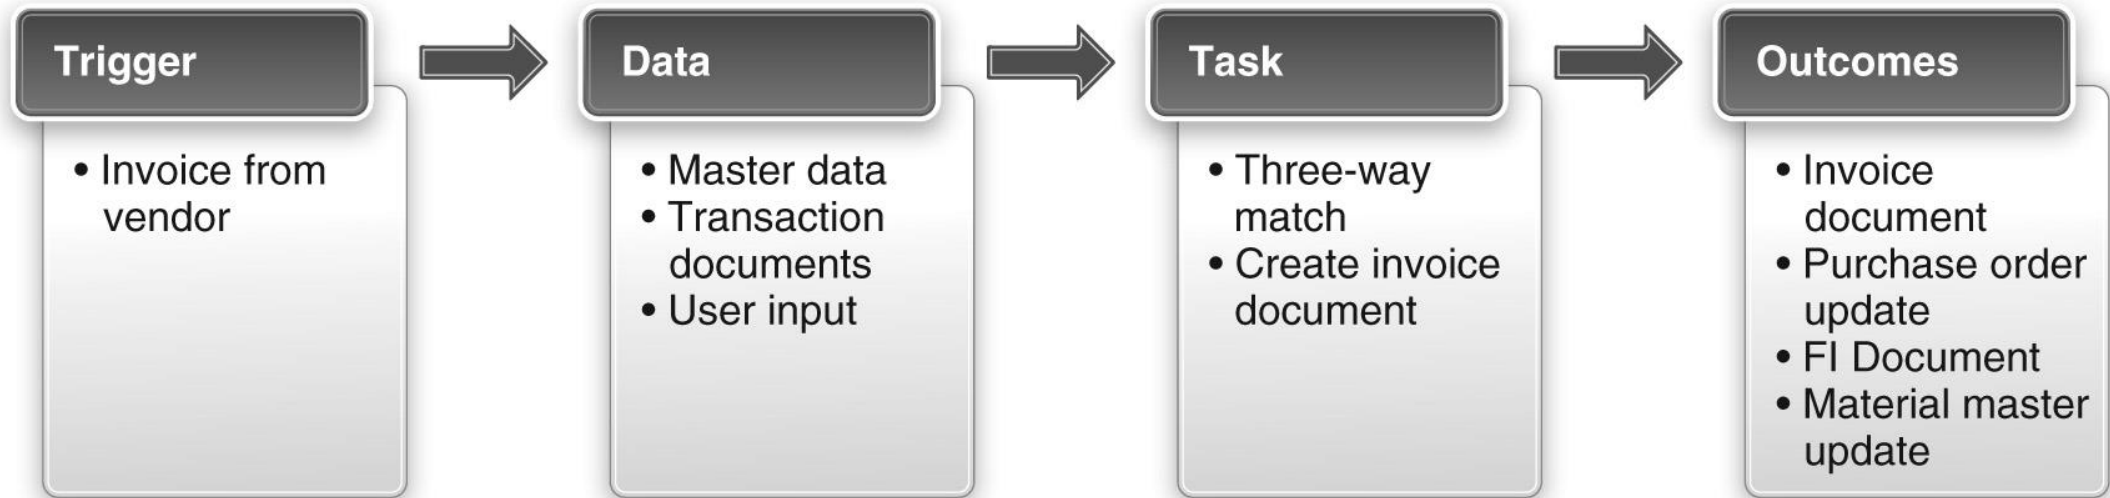 Trigger
• Invoice from
vendor
Data
• Master data
• Transaction
documents
• User input
Task
• Three-way
match
• Create invoice
document
Outcomes
• Invoice
document
• Purchase order
update
• FI Document
• Material master
update